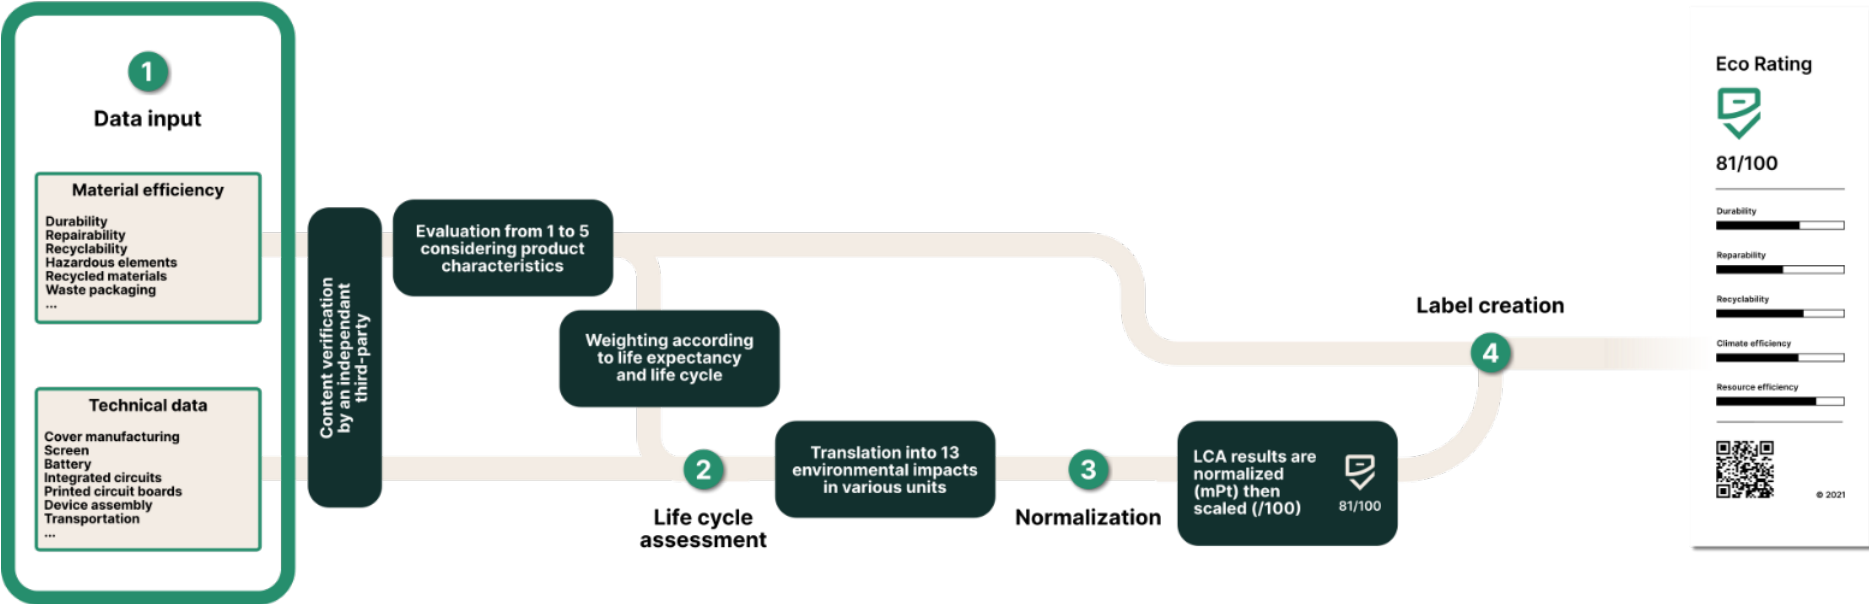 1
Data input
Material efficiency
Durability
Repairability
Recyclability
Hazardous elements
Recycled materials
Waste packaging
...
Technical data
Cover manufacturing
Screen
Battery
Integrated circuits
Printed circuit boards
Device assembly
Transportation
...
Content verification
by an independant
third-party
Evaluation from 1 to 5
considering product
characteristics
Weighting according
to life expectancy
and life cycle
2
Life cycle
assessment
Translation into 13
environmental impacts
in various units
3
Normalization
LCA results are
normalized
(mPt) then
scaled (/100)
81/100
Label creation
4
Eco Rating
81/100
Durability
Reparability
Recyclability
Climate efficiency
Resource efficiency
© 2021